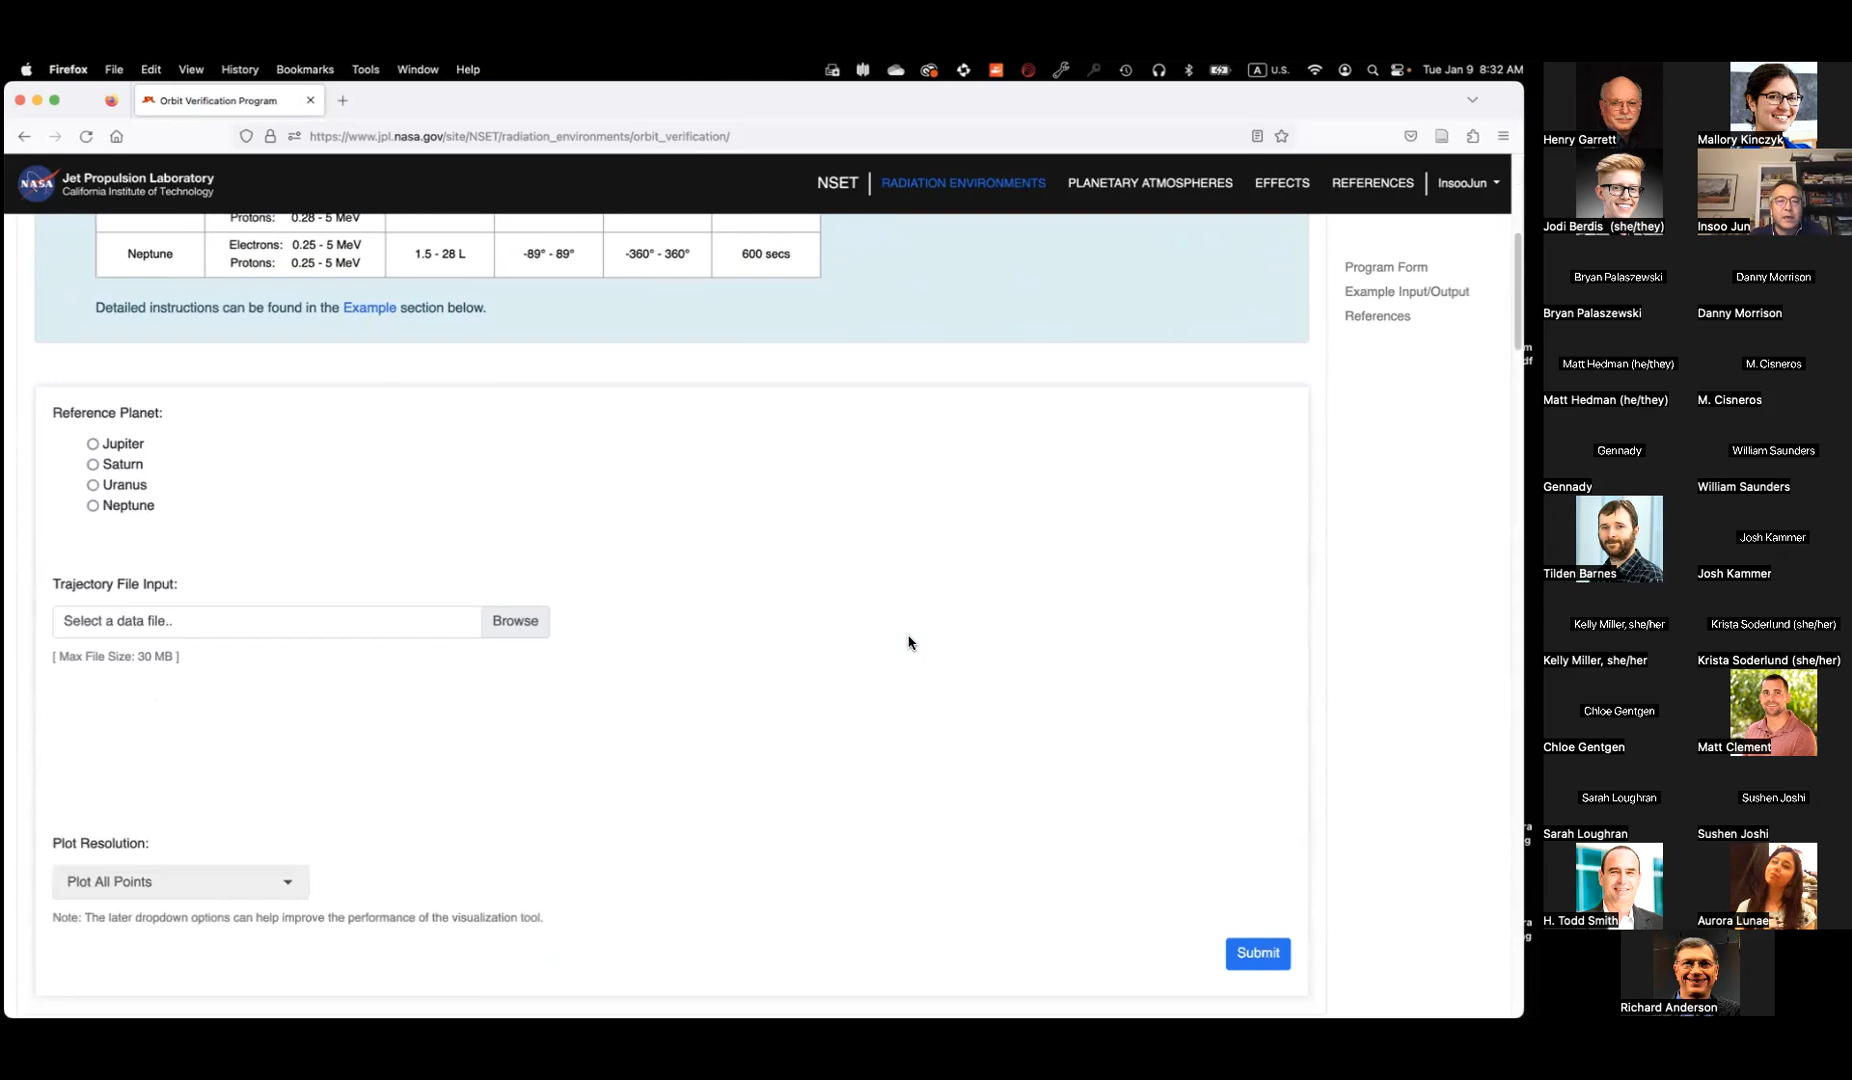 Firefox File Edit View History Bookmarks Tools Window Help
A U.S. Tue Jan 9 8:32 AM
JPL Orbit Verification Program
https://www.jpl.nasa.gov/site/NSET/radiation_environments/orbit_verification/
NASA Jet Propulsion Laboratory
California Institute of Technology
NSET | RADIATION ENVIRONMENTS PLANETARY ATMOSPHERES EFFECTS REFERENCES | InsooJun
Protons: 0.28 - 5 MeV
Neptune
Electrons: 0.25 - 5 MeV
Protons: 0.25 - 5 MeV
1.5 - 28 L
-89° - 89°
-360° - 360°
600 secs
Detailed instructions can be found in the Example section below.
Program Form
Example Input/Output
References
Reference Planet:
Jupiter
Saturn
Uranus
Neptune
Trajectory File Input:
Select a data file..
Browse
[ Max File Size: 30 MB ]
Plot Resolution:
Plot All Points
Note: The later dropdown options can help improve the performance of the visualization tool.
Submit
m
df
ra
g
ra
ng
Henry Garrett
Mallory Kinczyk
Jodi Berdis (she/they)
Insoo Jun
Bryan Palaszewski
Danny Morrison
Bryan Palaszewski
Danny Morrison
Matt Hedman (he/they)
M. Cisneros
Matt Hedman (he/they)
M. Cisneros
Gennady
William Saunders
Gennady
William Saunders
Josh Kammer
Tilden Barnes
Josh Kammer
Kelly Miller, she/her
Krista Soderlund (she/her)
Kelly Miller, she/her
Krista Soderlund (she/her)
Chloe Gentgen
Chloe Gentgen
Matt Clement
Sarah Loughran
Sushen Joshi
Sarah Loughran
Sushen Joshi
H. Todd Smith
Aurora Lunae
Richard Anderson